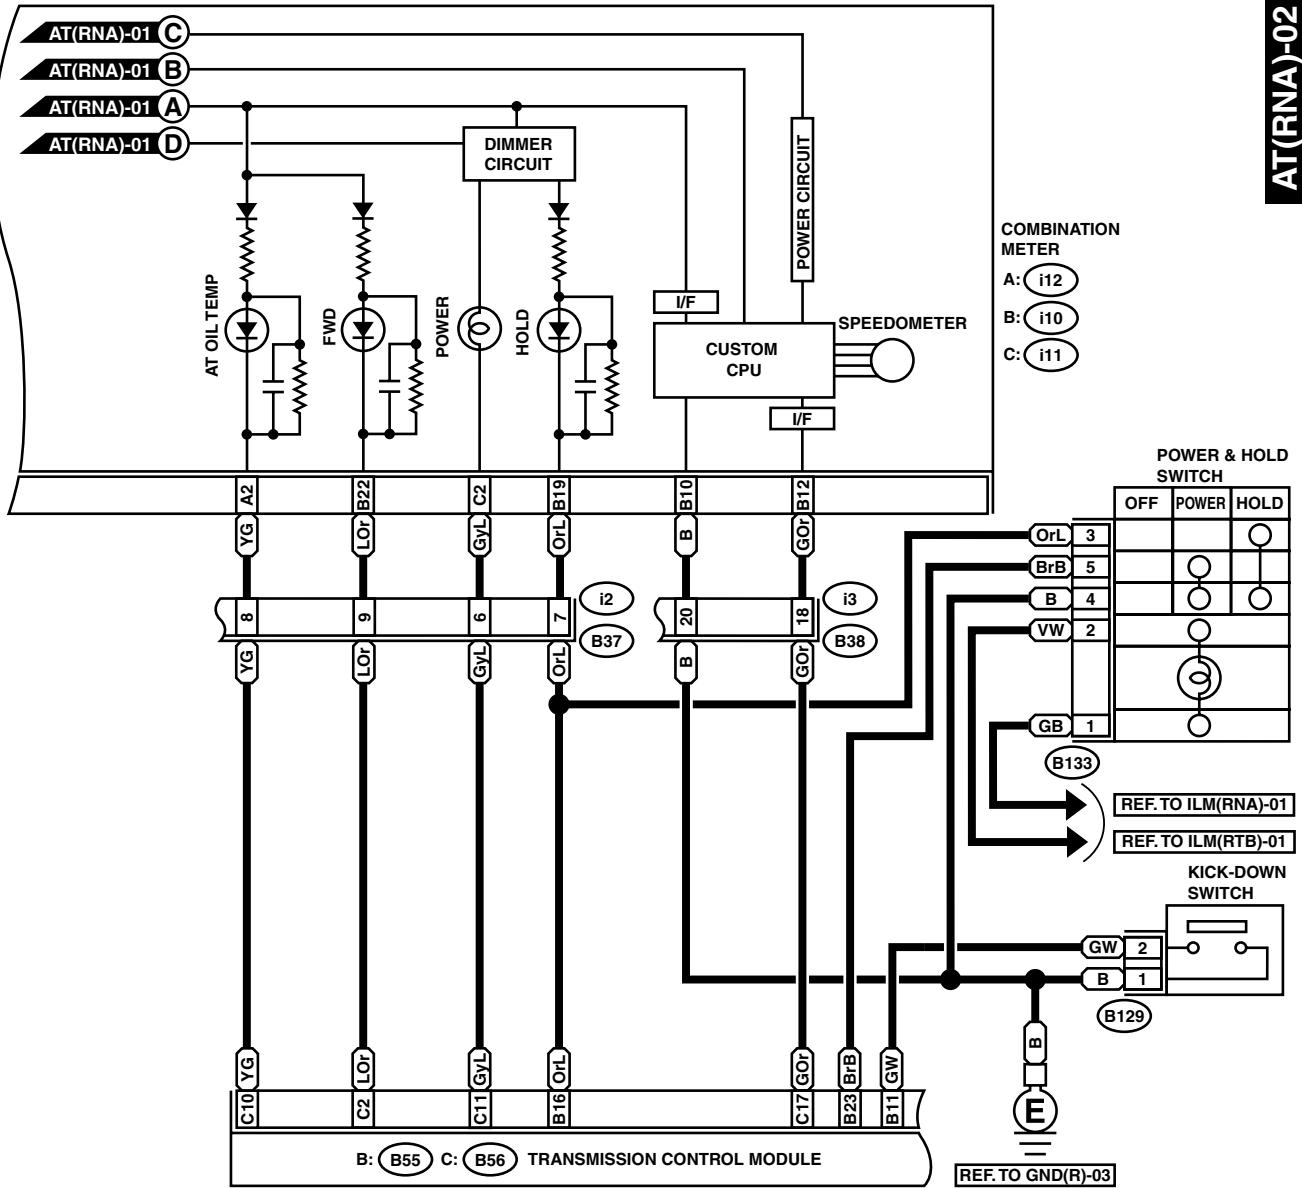 AT(RNA)-02
AT(RNA)-01 C
AT(RNA)-01 B
AT(RNA)-01 A
AT(RNA)-01 D
DIMMER
CIRCUIT
POWER CIRCUIT
COMBINATION
METER
A: i12
B: i10
C: i11
AT OIL TEMP
FWD
POWER
HOLD
I/F
CUSTOM
CPU
SPEEDOMETER
I/F
A2 B22 C2 B19 B10 B12
YG LOr GyL OrL B GOr
8 9 6 7 20 18
i2
B37
i3
B38
YG LOr GyL OrL B GOr
POWER & HOLD
SWITCH
OFF POWER HOLD
OrL 3
BrB 5
B 4
VW 2
GB 1
B133
REF. TO ILM(RNA)-01
REF. TO ILM(RTB)-01
KICK-DOWN
SWITCH
GW 2
B 1
B129
B
E
REF. TO GND(R)-03
YG LOr GyL OrL GOr BrB GW
C10 C2 C11 B16 C17 B23 B11
B: B55 C: B56 TRANSMISSION CONTROL MODULE